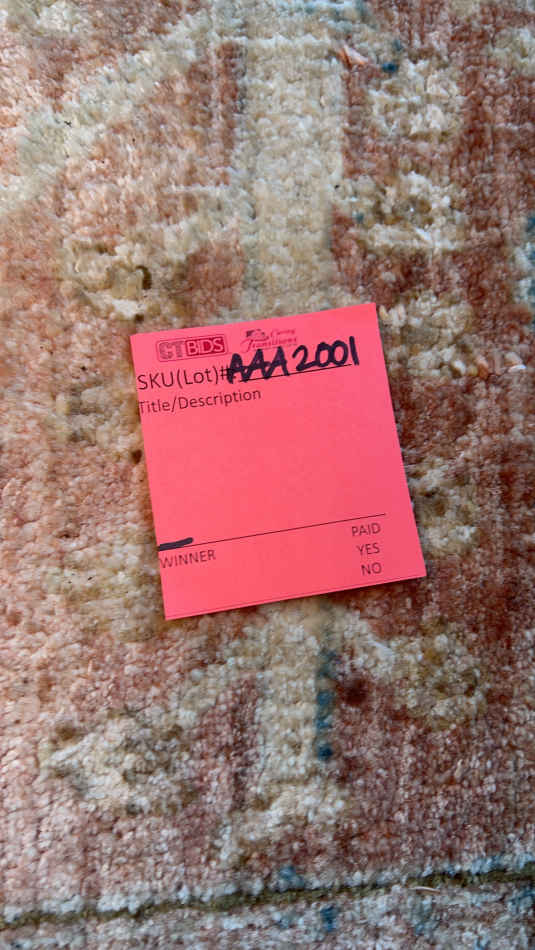 CTBIDS Caring Transitions
SKU(Lot)#AAA2001
Title/Description
PAID
WINNER YES
NO